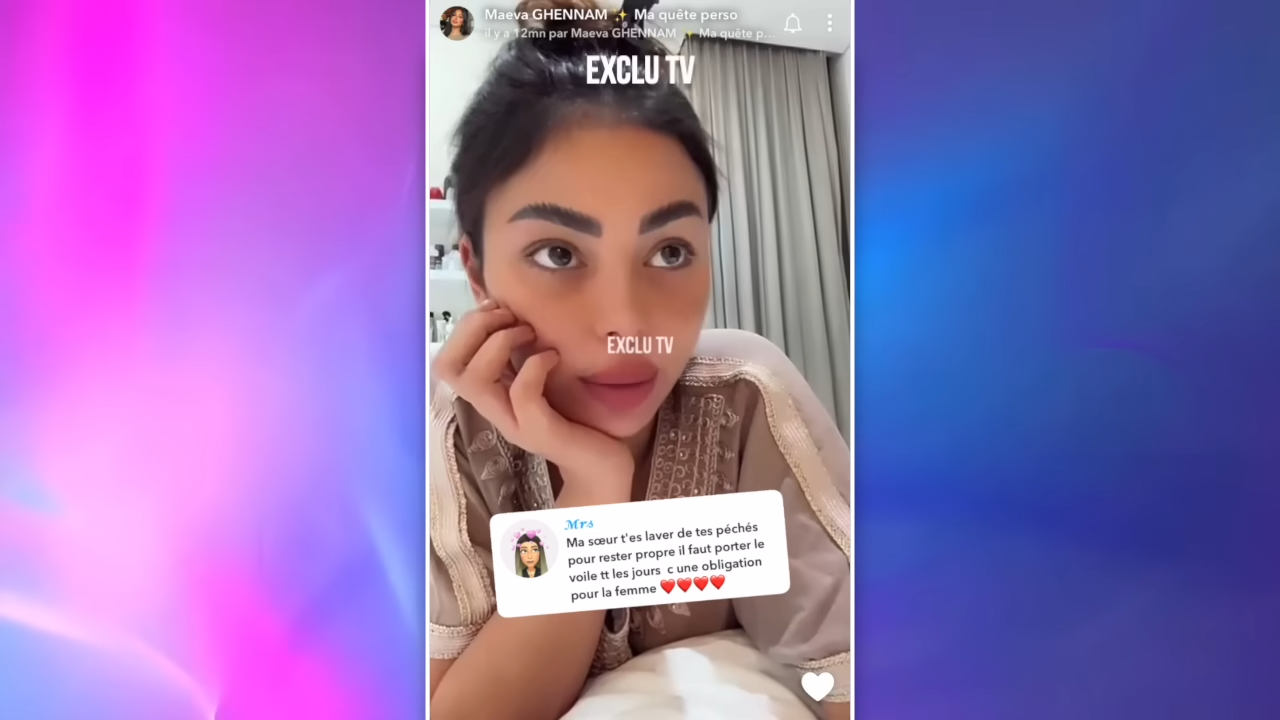 Maeva GHENNAM ✨ Ma quête perso
il y a 12mn par Maeva GHENNAM ✨ Ma quête p...
EXCLU TV
EXCLU TV
Mrs
Ma sœur t'es laver de tes péchés
pour rester propre il faut porter le
voile tt les jours c une obligation
pour la femme ❤️❤️❤️❤️